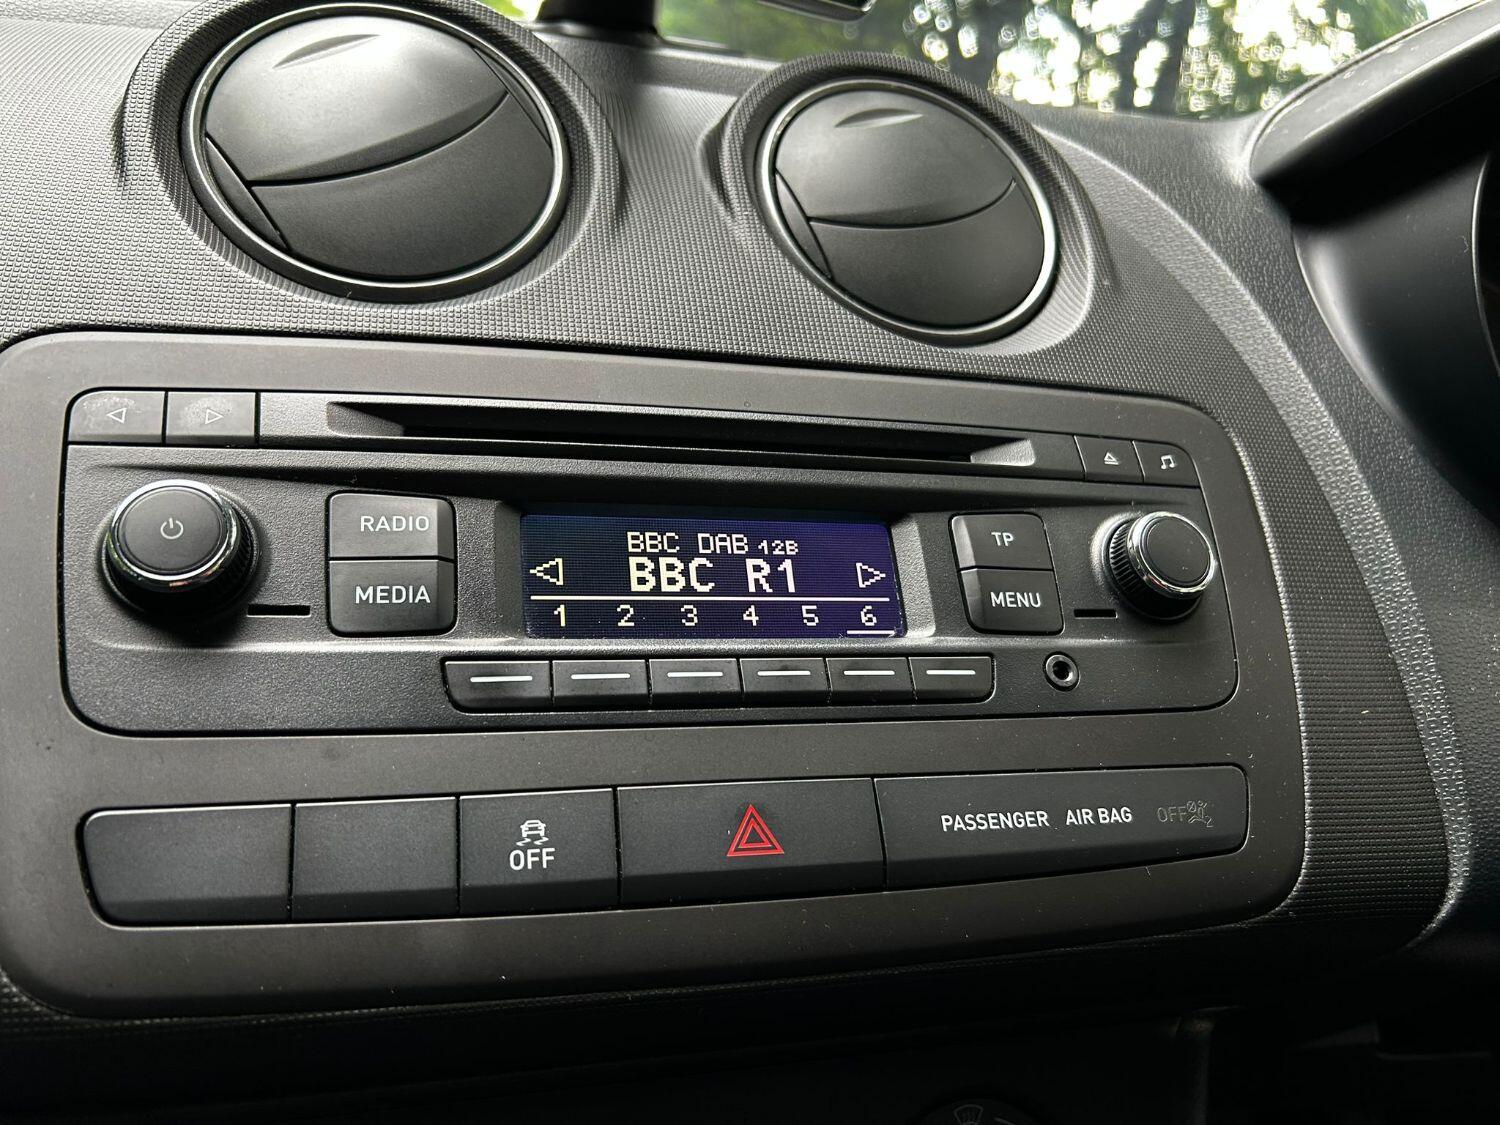 RADIO
MEDIA
BBC DAB 12B
BBC R1
1 2 3 4 5 6
TP
MENU
OFF
PASSENGER AIR BAG OFF